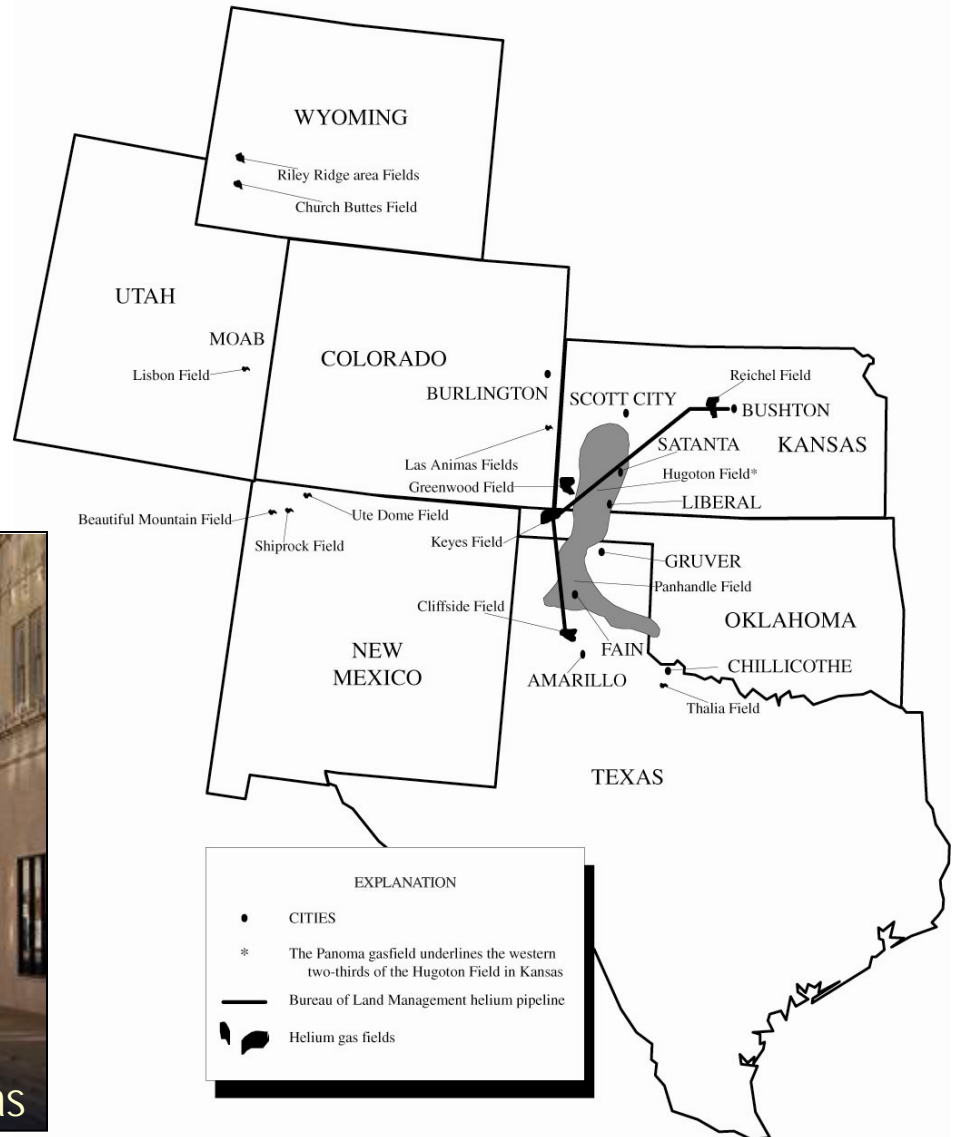 WYOMING
Riley Ridge area Fields
Church Buttes Field
UTAH
MOAB
Lisbon Field
COLORADO
BURLINGTON
Las Animas Fields
Greenwood Field
SCOTT CITY
Reichel Field
BUSHTON
SATANTA
KANSAS
Hugoton Field*
LIBERAL
Beautiful Mountain Field
Ute Dome Field
Shiprock Field
Keyes Field
GRUVER
Panhandle Field
Cliffside Field
OKLAHOMA
NEW
MEXICO
FAIN
AMARILLO
CHILLICOTHE
Thalia Field
TEXAS
EXPLANATION
CITIES
* The Panoma gasfield underlines the western
two-thirds of the Hugoton Field in Kansas
Bureau of Land Management helium pipeline
Helium gas fields